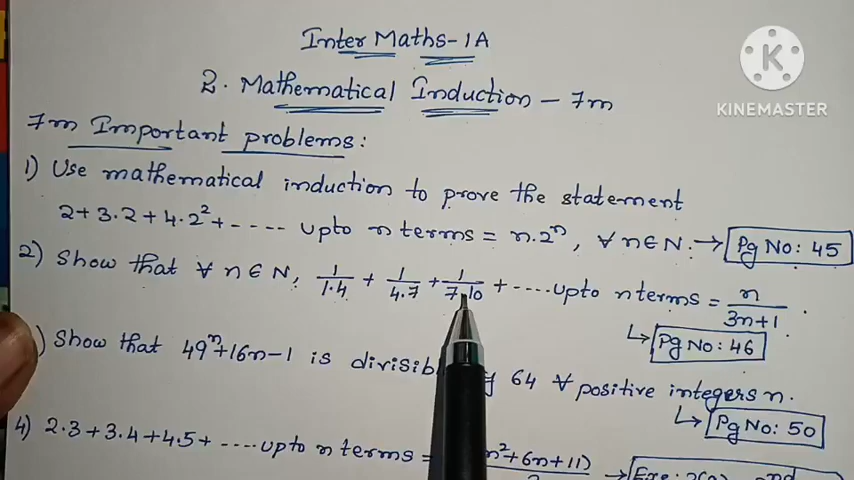 Inter Maths-1A
K
KINEMASTER
2. Mathematical Induction - 7m
7m Important problems:
1) Use mathematical induction to prove the statement
2+3.2+4.2²+ ----- upto n terms = n.2ⁿ, ∀ n∈N. → Pg No: 45
2) Show that ∀ n∈N, 1/1.4 + 1/4.7 + 1/7.10 + ....upto n terms = n/3n+1.
↳ Pg No: 46
) Show that 49ⁿ+16n-1 is divisib y 64 ∀ positive integers n.
↳ Pg No: 50
4) 2.3+3.4+4.5+ ....upto n terms = n²+6n+11)